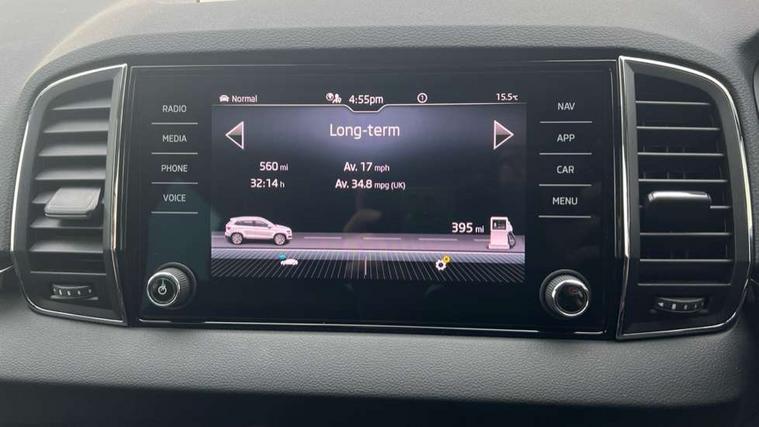 RADIO
MEDIA
PHONE
VOICE
Normal
4:55pm
15.5℃
Long-term
560 mi
Av. 17 mph
32:14 h
Av. 34.8 mpg (UK)
395 mi
NAV
APP
CAR
MENU